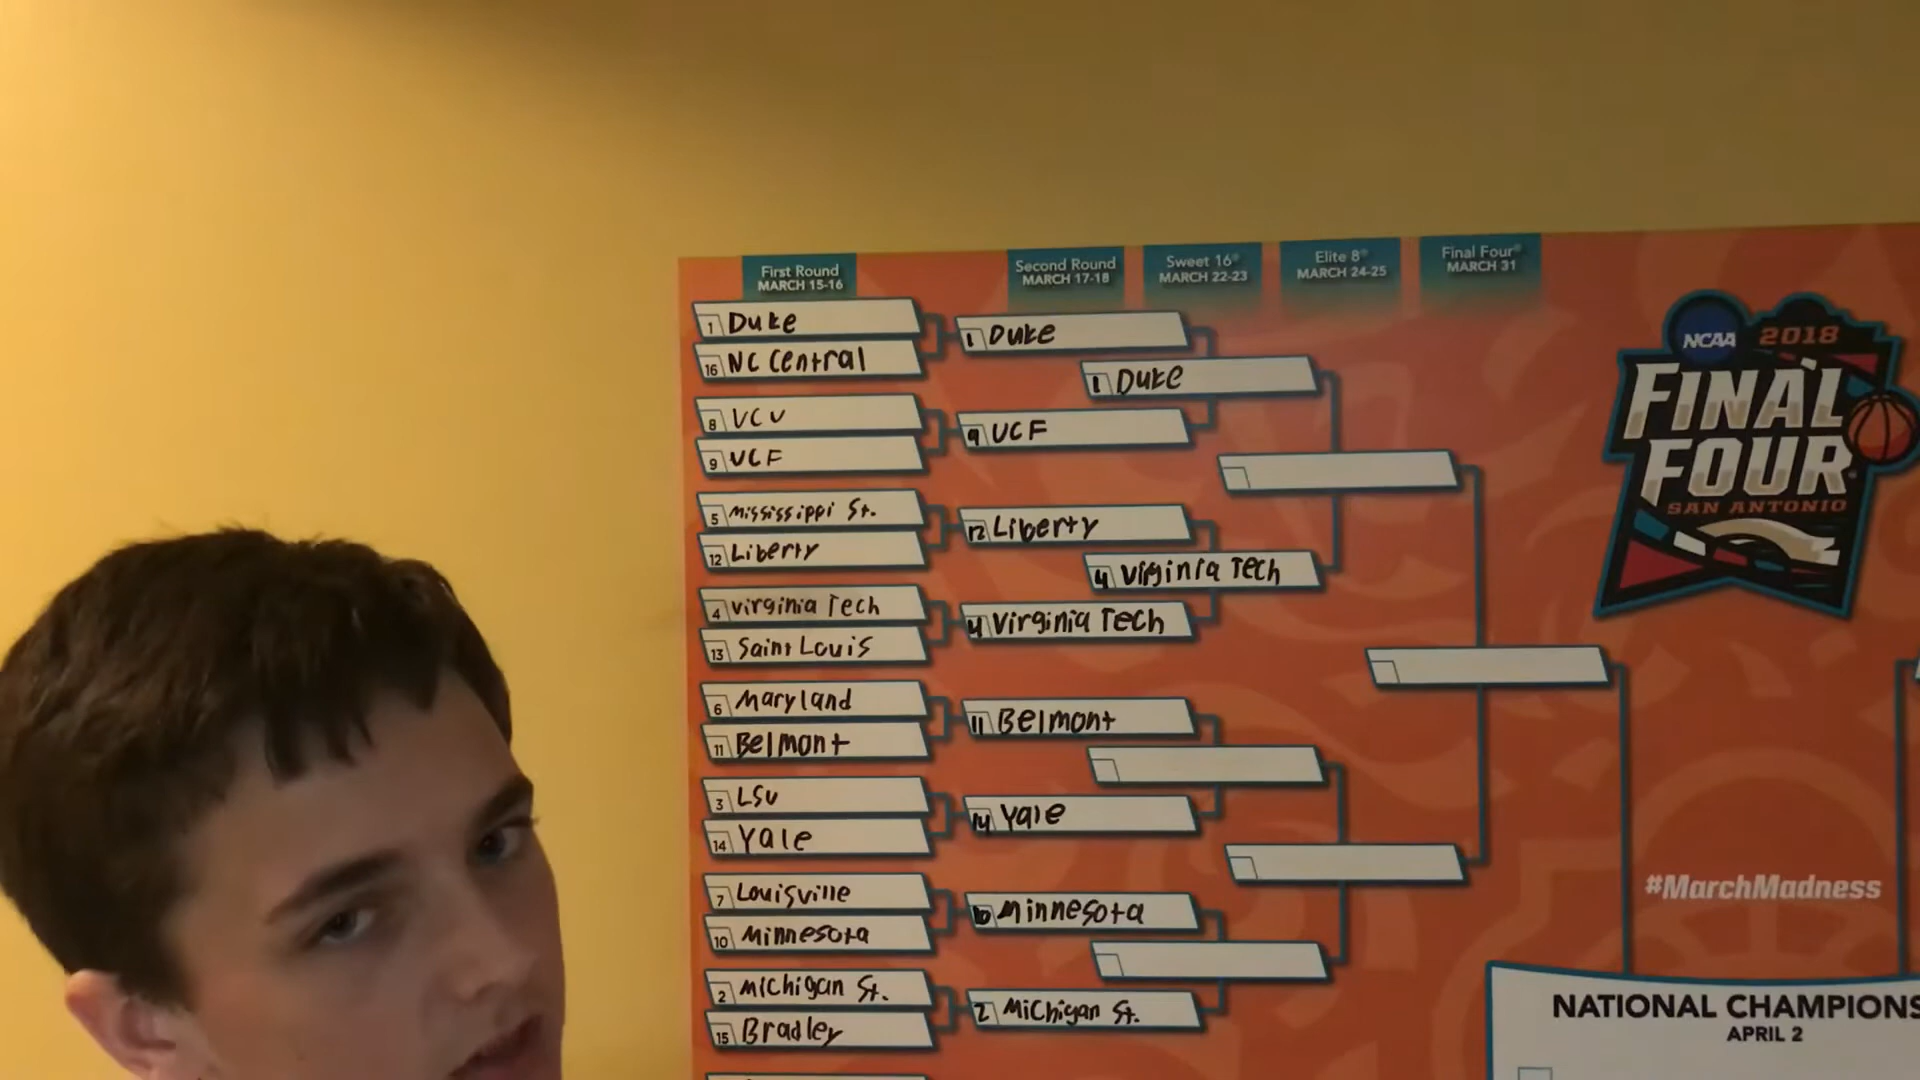 First Round
MARCH 15-16
Second Round
MARCH 17-18
Sweet 16®
MARCH 22-23
Elite 8®
MARCH 24-25
Final Four®
MARCH 31
1 Duke
16 NC Central
8 VCU
9 UCF
5 Mississippi St.
12 Liberty
4 Virginia Tech
13 Saint Louis
6 Maryland
11 Belmont
3 LSU
14 Yale
7 Louisville
10 Minnesota
2 Michigan St.
15 Bradley
1 Duke
9 UCF
12 Liberty
4 Virginia Tech
11 Belmont
14 Yale
10 Minnesota
2 Michigan St.
1 Duke
4 Virginia Tech
NCAA 2018
FINAL
FOUR
SAN ANTONIO
#MarchMadness
NATIONAL CHAMPIONS
APRIL 2